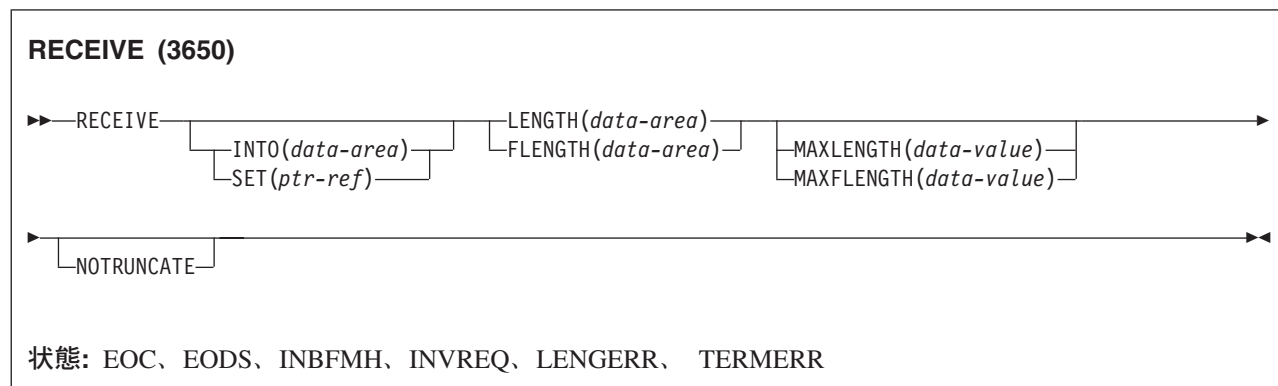 RECEIVE (3650)
RECEIVE LENGTH(data-area)
INTO(data-area) FLENGTH(data-area) MAXLENGTH(data-value)
SET(ptr-ref) MAXFLENGTH(data-value)
NOTRUNCATE
状態: EOC、EODS、INBFMH、INVREQ、LENGERR、 TERMERR